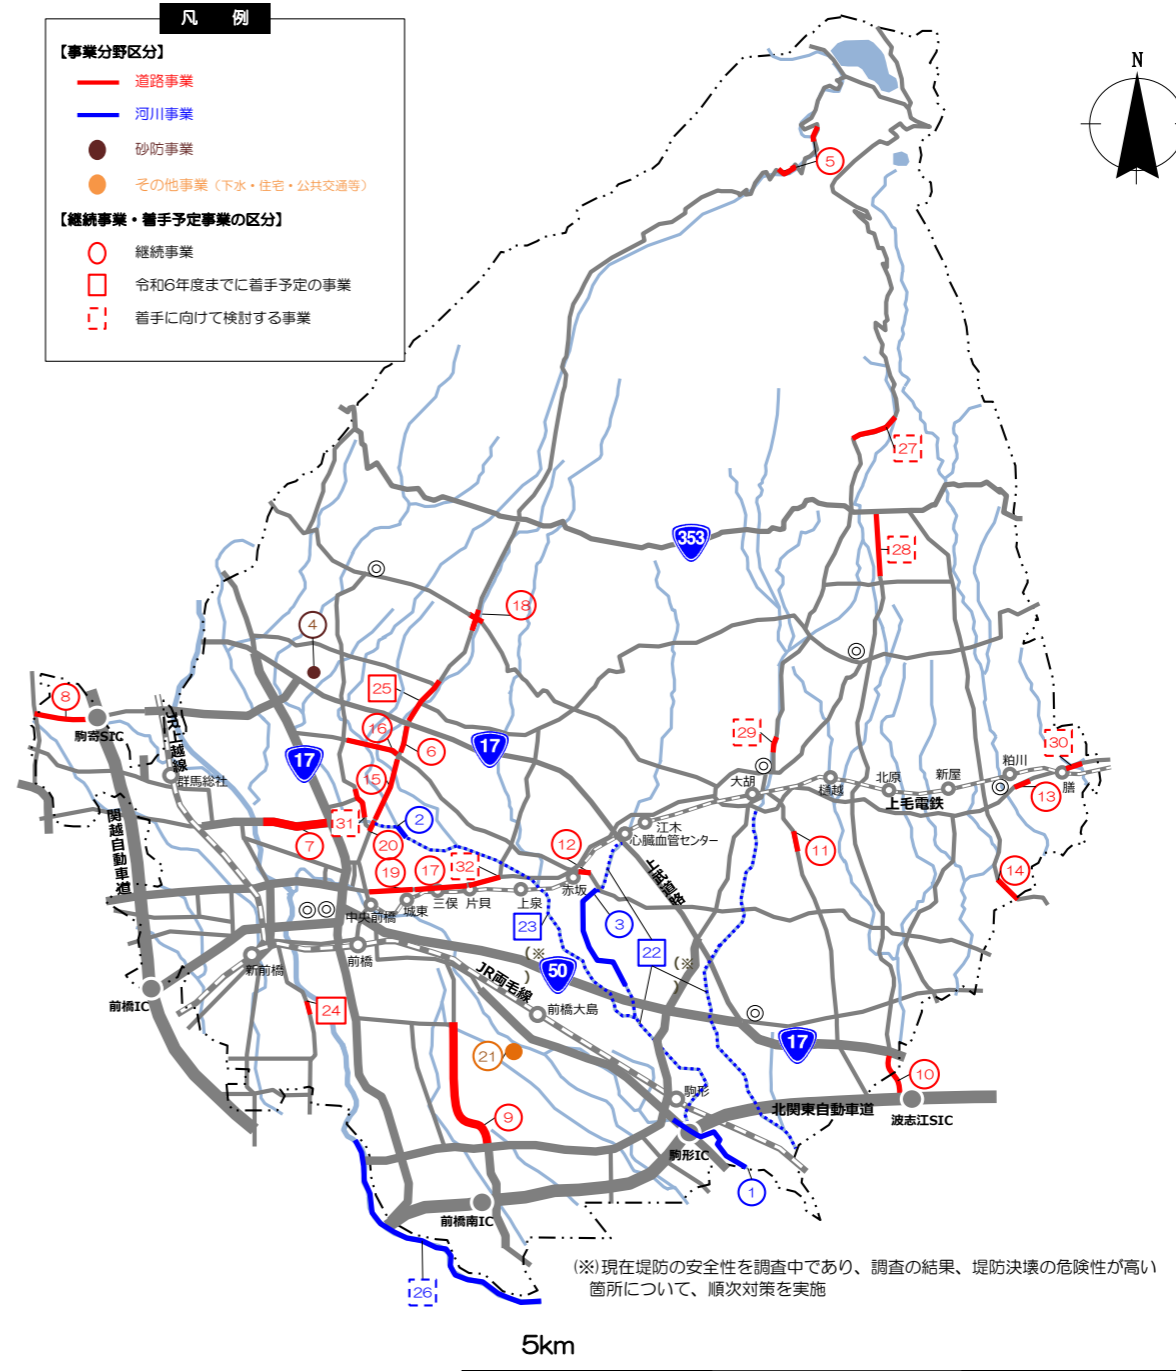 凡 例
【事業分野区分】
道路事業
河川事業
砂防事業
その他事業（下水・住宅・公共交通等）
【継続事業・着手予定事業の区分】
継続事業
令和6年度までに着手予定の事業
着手に向けて検討する事業
N
5
27
353
28
18
4
25
8
駒寄SIC
JR上越線
16
6
17
17
29
30
群馬総社
15
大胡
樋越
北原
新屋
粕川
膳
上毛電鉄
13
関越自動車道
31
2
江木
心臓血管センター
7
20
12
11
上武道路
19
17
32
14
赤坂
中央前橋
城東
三俣
片貝
上泉
23
3
22
(※)
(※)
新前橋
前橋
50
JR両毛線
前橋IC
24
前橋大島
17
21
10
駒形
北関東自動車道
波志江SIC
9
駒形IC
1
前橋南IC
26
(※)現在堤防の安全性を調査中であり、調査の結果、堤防決壊の危険性が高い
箇所について、順次対策を実施
5km